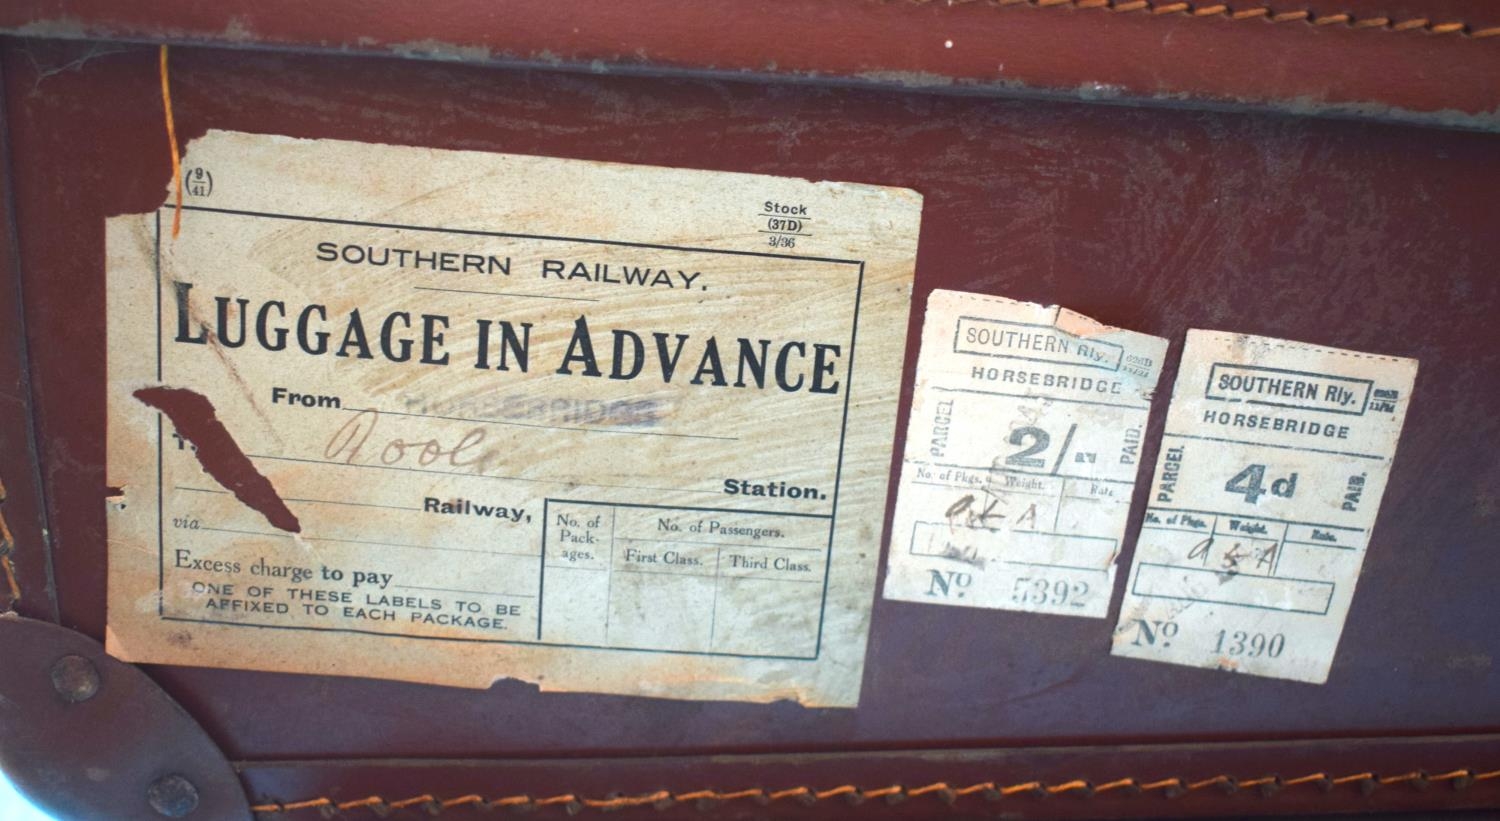 (9/41)
Stock
(37D)
3/36
SOUTHERN RAILWAY.
LUGGAGE IN ADVANCE
From HORSEBRIDGE
Poole
Station.
Railway,
via
Excess charge to pay
ONE OF THESE LABELS TO BE
AFFIXED TO EACH PACKAGE.
No. of Packages.
No. of Passengers.
First Class. Third Class.
SOUTHERN Rly.
HORSEBRIDGE
PARCEL 2/- PAID.
No. of Pkgs. Weight. Rate
No. 5392
SOUTHERN Rly.
HORSEBRIDGE
PARCEL 4d PAID.
No. of Pkgs. Weight. Rate.
No. 1390